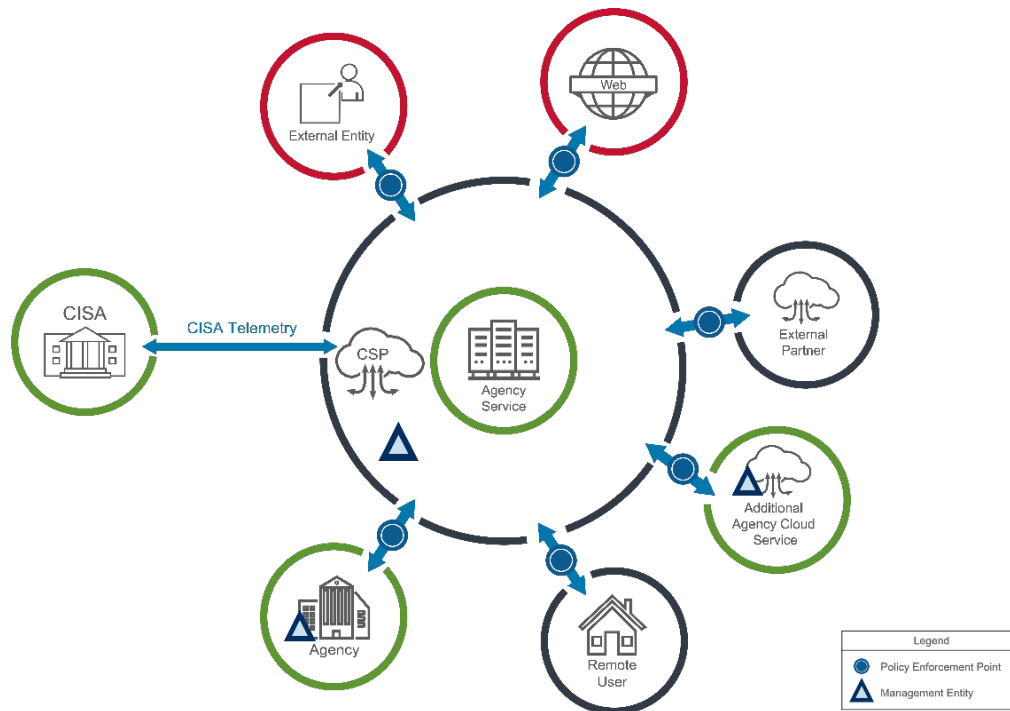 Web
External Entity
CISA
CISA Telemetry
CSP
Agency
Service
External
Partner
Additional
Agency Cloud
Service
Agency
Remote
User
Legend
Policy Enforcement Point
Management Entity